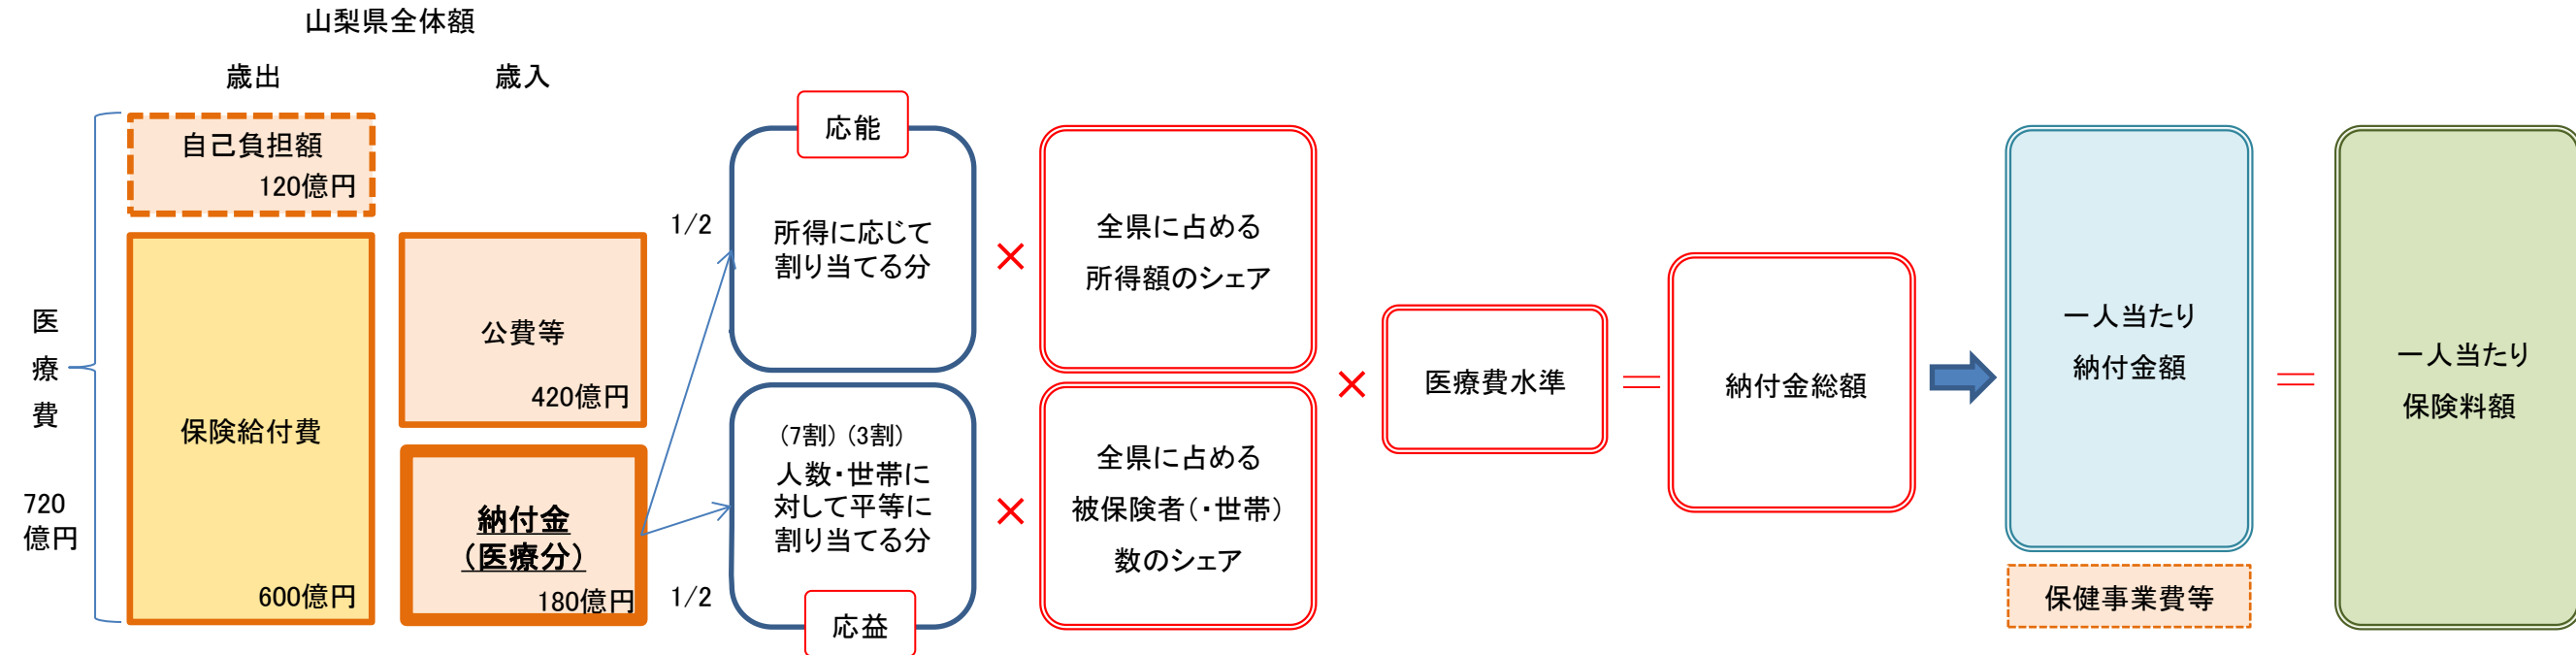 山梨県全体額
歳出
歳入
医
療
費
720
億円
自己負担額
120億円
保険給付費
600億円
公費等
420億円
納付金
(医療分)
180億円
1/2
1/2
応能
所得に応じて
割り当てる分
(7割)(3割)
人数・世帯に
対して平等に
割り当てる分
応益
×
全県に占める
所得額のシェア
×
全県に占める
被保険者(・世帯)
数のシェア
×
医療費水準
=
納付金総額
一人当たり
納付金額
保健事業費等
=
一人当たり
保険料額